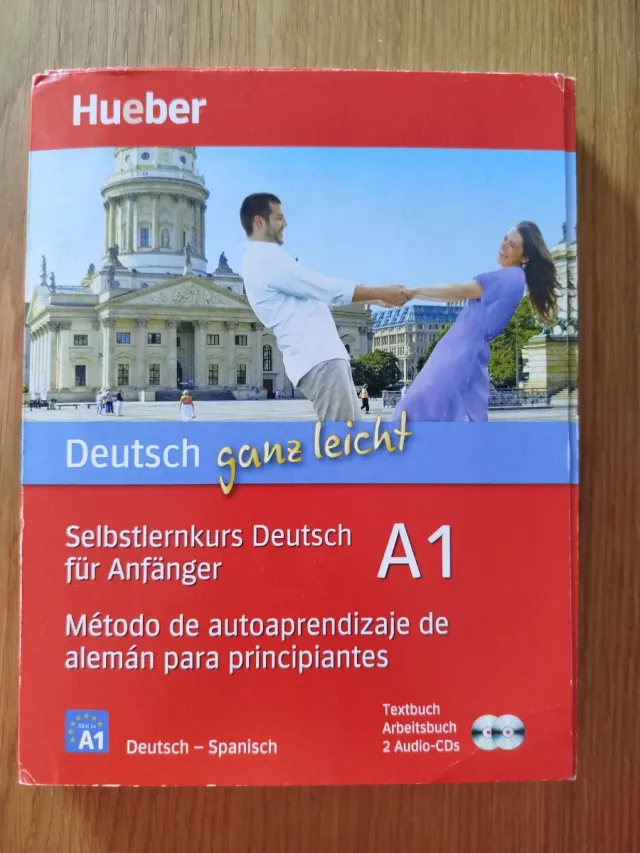 Hueber
Deutsch ganz leicht
Selbstlernkurs Deutsch
für Anfänger
A1
Método de autoaprendizaje de
alemán para principiantes
Textbuch
Arbeitsbuch
2 Audio-CDs
A1
Deutsch – Spanisch